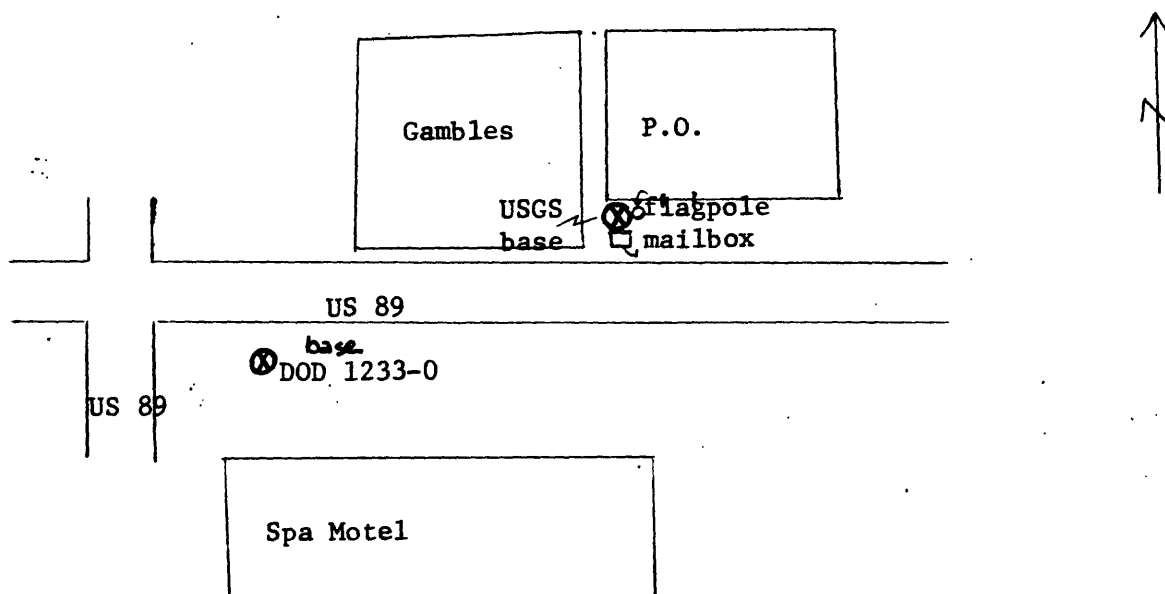 Gambles
P.O.
N
USGS flagpole
base mailbox
US 89
base
DOD 1233-0
US 89
Spa Motel